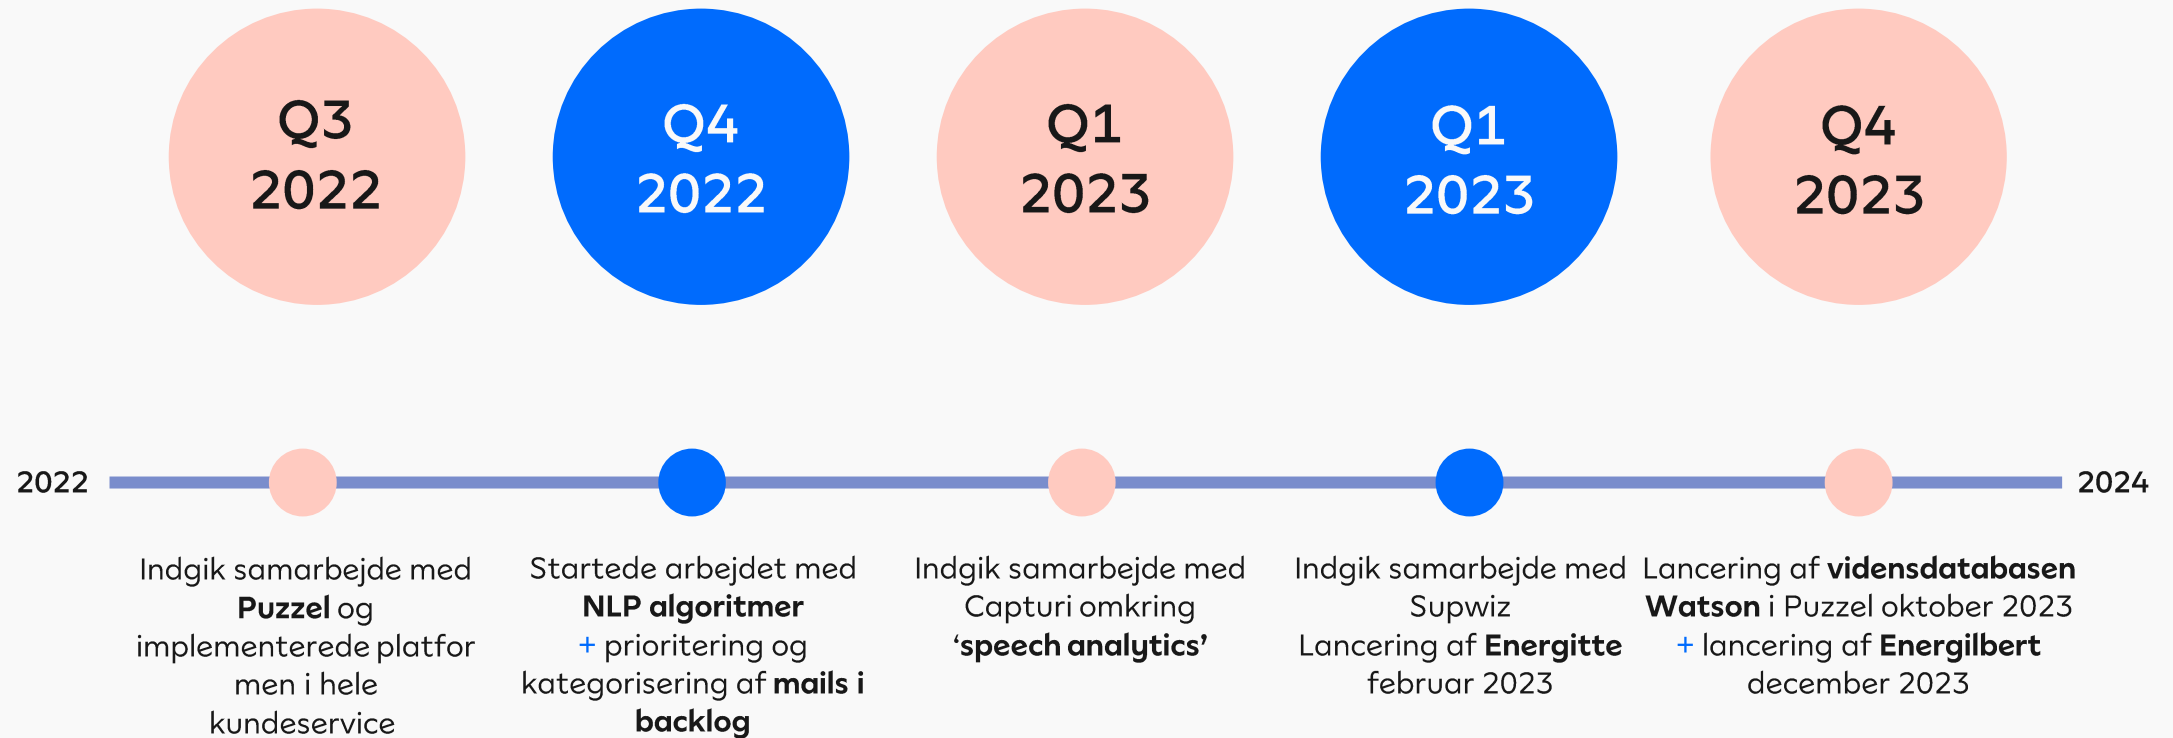 Q3
2022
Q4
2022
Q1
2023
Q1
2023
Q4
2023
2022
2024
Indgik samarbejde med
Puzzel og
implementerede platfor
men i hele
kundeservice
Startede arbejdet med
NLP algoritmer
+ prioritering og
kategorisering af mails i
backlog
Indgik samarbejde med
Capturi omkring
‘speech analytics’
Indgik samarbejde med
Supwiz
Lancering af Energitte
februar 2023
Lancering af vidensdatabasen
Watson i Puzzel oktober 2023
+ lancering af Energilbert
december 2023